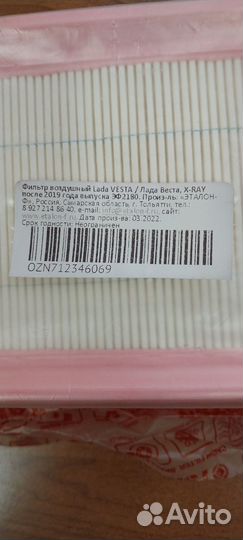 Фильтр воздушный Lada VESTA / Лада Веста, X-RAY
после 2019 года выпуска ЭФ2180, Произ-ль: «ЭТАЛОН-
Ф», Россия, Самарская область, г. Тольятти, тел.:
8 927 214 86 40, e-mail: info@etalon-f.ru, сайт:
www.etalon-f.ru, Дата произ-ва: 03.2022.
Срок годности: Неограничен
OZN712346069
Avito